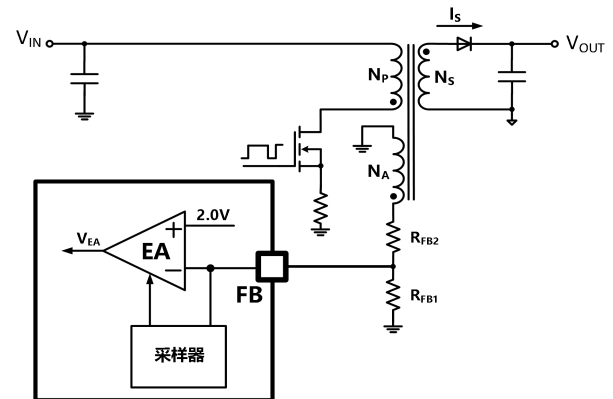 V_IN
I_S
V_OUT
N_P
N_S
N_A
2.0V
V_EA
EA
+
−
FB
R_FB2
R_FB1
采样器